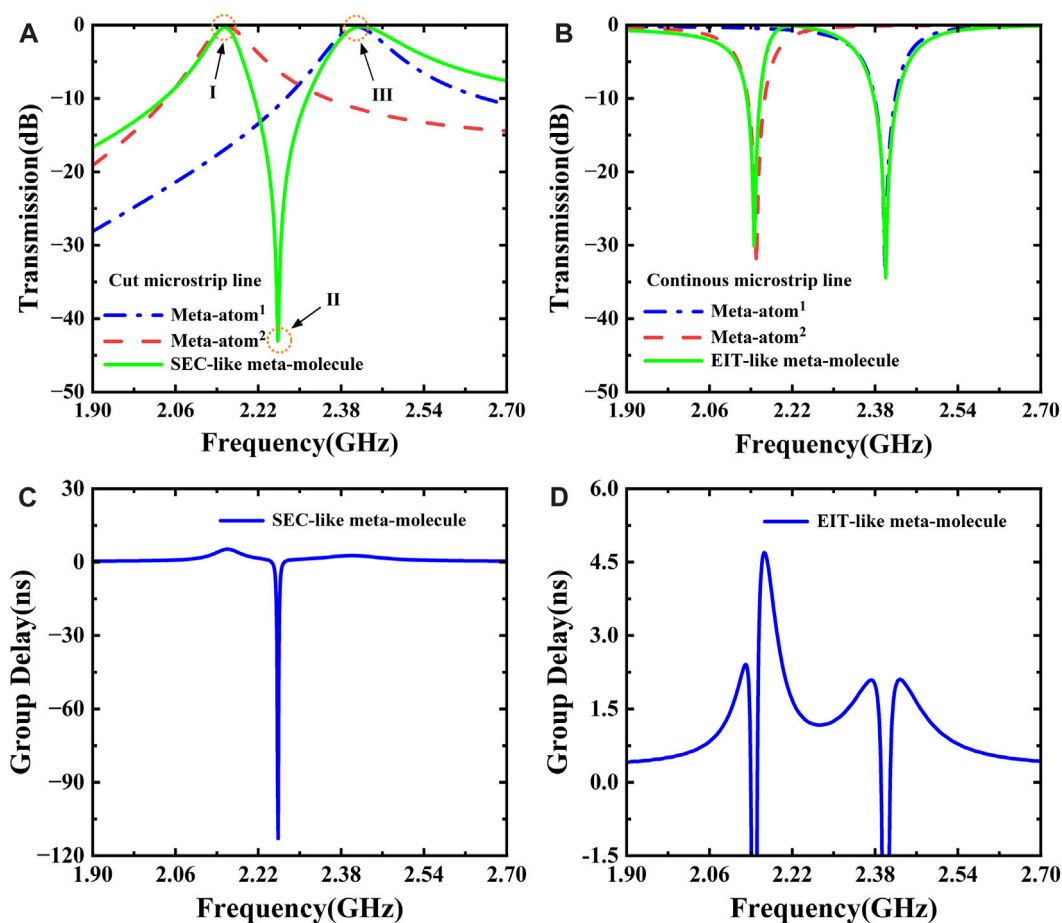 A
Transmission(dB)
0
−10
−20
−30
−40
−50
I
III
II
Cut microstrip line
Meta-atom1
Meta-atom2
SEC-like meta-molecule
1.90 2.06 2.22 2.38 2.54 2.70
Frequency(GHz)
B
Transmission(dB)
0
−10
−20
−30
−40
−50
Continous microstrip line
Meta-atom1
Meta-atom2
EIT-like meta-molecule
1.90 2.06 2.22 2.38 2.54 2.70
Frequency(GHz)
C
Group Delay(ns)
30
0
−30
−60
−90
−120
SEC-like meta-molecule
1.90 2.06 2.22 2.38 2.54 2.70
Frequency(GHz)
D
Group Delay(ns)
6.0
4.5
3.0
1.5
0.0
-1.5
EIT-like meta-molecule
1.90 2.06 2.22 2.38 2.54 2.70
Frequency(GHz)